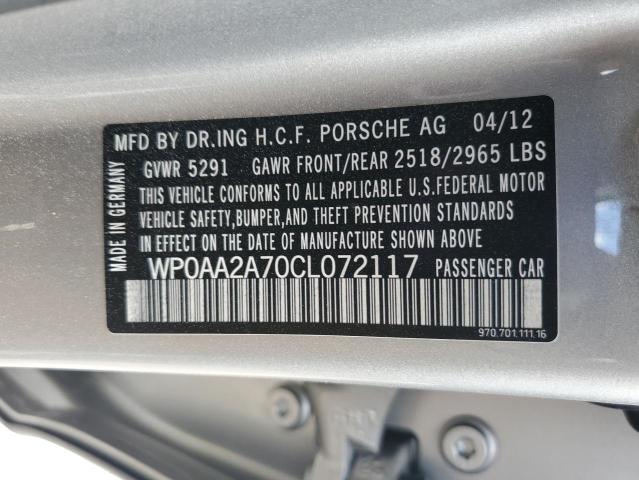 MFD BY DR.ING H.C.F. PORSCHE AG 04/12
GVWR 5291 GAWR FRONT/REAR 2518/2965 LBS
THIS VEHICLE CONFORMS TO ALL APPLICABLE U.S.FEDERAL MOTOR
VEHICLE SAFETY,BUMPER,AND THEFT PREVENTION STANDARDS
IN EFFECT ON THE DATE OF MANUFACTURE SHOWN ABOVE.
WP0AA2A70CL072117 PASSENGER CAR
970.701.111.16
MADE IN GERMANY